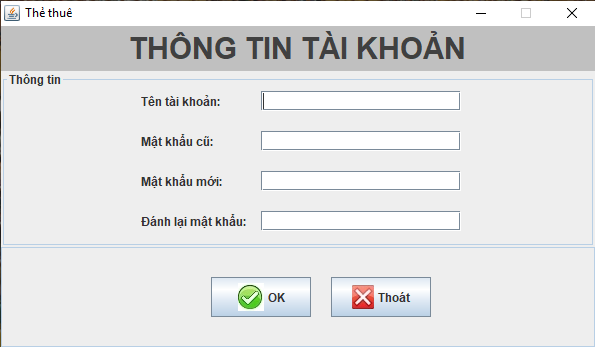 Thẻ thuê
THÔNG TIN TÀI KHOẢN
Thông tin
Tên tài khoản:
Mật khẩu cũ:
Mật khẩu mới:
Đánh lại mật khẩu:
OK
Thoát